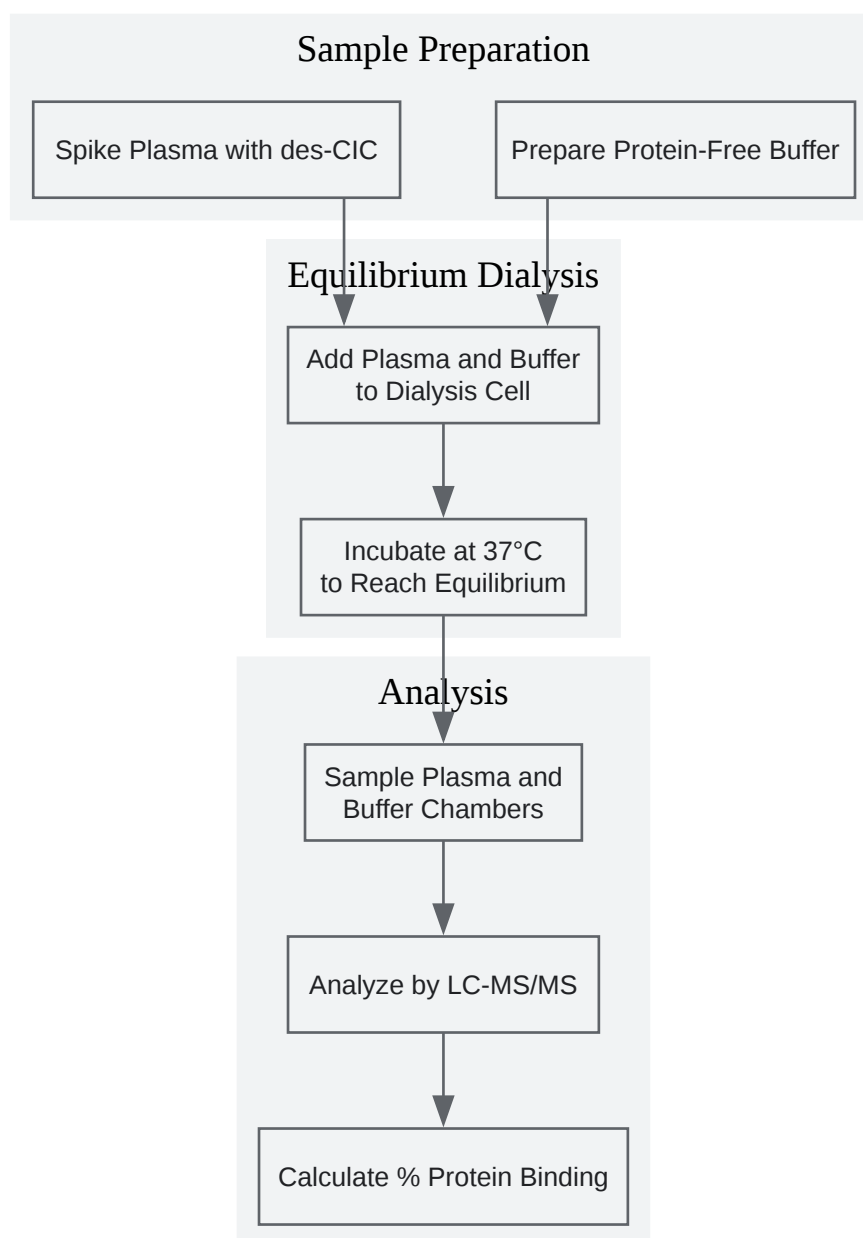 Sample Preparation
Spike Plasma with des-CIC
Prepare Protein-Free Buffer
Equilibrium Dialysis
Add Plasma and Buffer
to Dialysis Cell
Incubate at 37°C
to Reach Equilibrium
Analysis
Sample Plasma and
Buffer Chambers
Analyze by LC-MS/MS
Calculate % Protein Binding